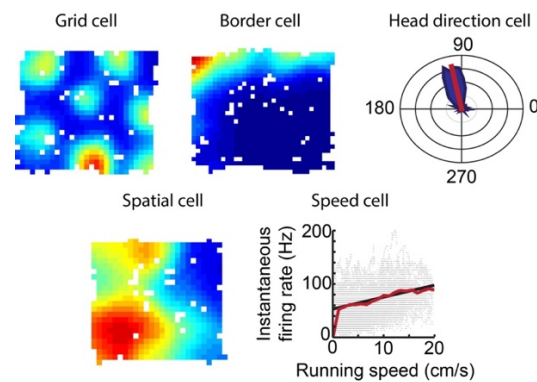 Grid cell
Border cell
Head direction cell
90
180
0
270
Spatial cell
Speed cell
Instantaneous
firing rate (Hz)
200
100
0
0
10
20
Running speed (cm/s)